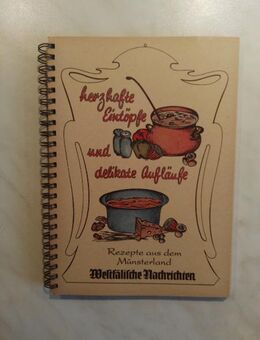 herzhafte
Eintöpfe
und
delikate Aufläufe
Rezepte aus dem
Münsterland
Westfälische Nachrichten